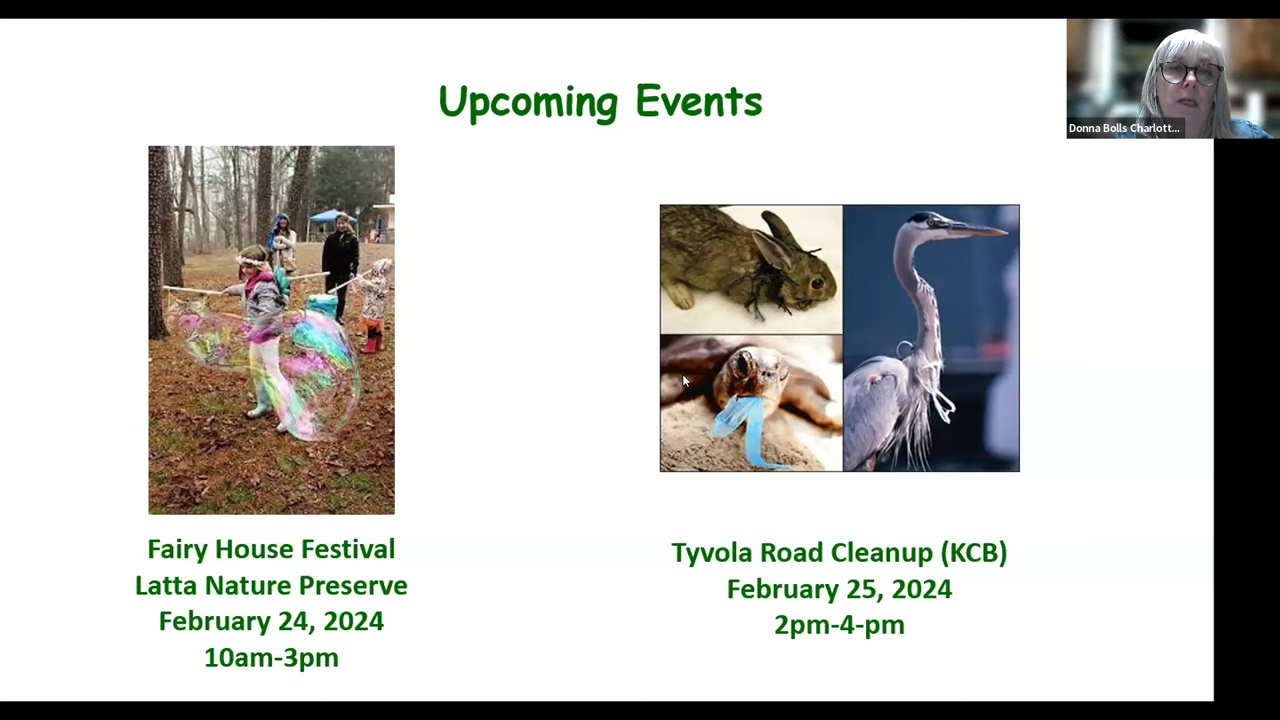 Upcoming Events
Donna Bolls Charlott...
Fairy House Festival
Latta Nature Preserve
February 24, 2024
10am-3pm
Tyvola Road Cleanup (KCB)
February 25, 2024
2pm-4-pm